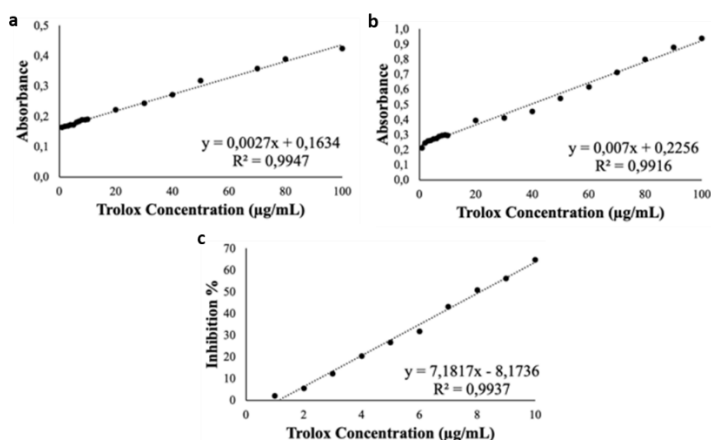 a
0,5
0,4
0,3
0,2
0,1
0,0
Absorbance
0 20 40 60 80 100
Trolox Concentration (µg/mL)
y = 0,0027x + 0,1634
R² = 0,9947
b
1,0
0,9
0,8
0,7
0,6
0,5
0,4
0,3
0,2
0,1
0,0
Absorbance
0 20 40 60 80 100
Trolox Concentration (µg/mL)
y = 0,007x + 0,2256
R² = 0,9916
c
70
60
50
40
30
20
10
0
Inhibition %
0 2 4 6 8 10
Trolox Concentration (µg/mL)
y = 7,1817x - 8,1736
R² = 0,9937